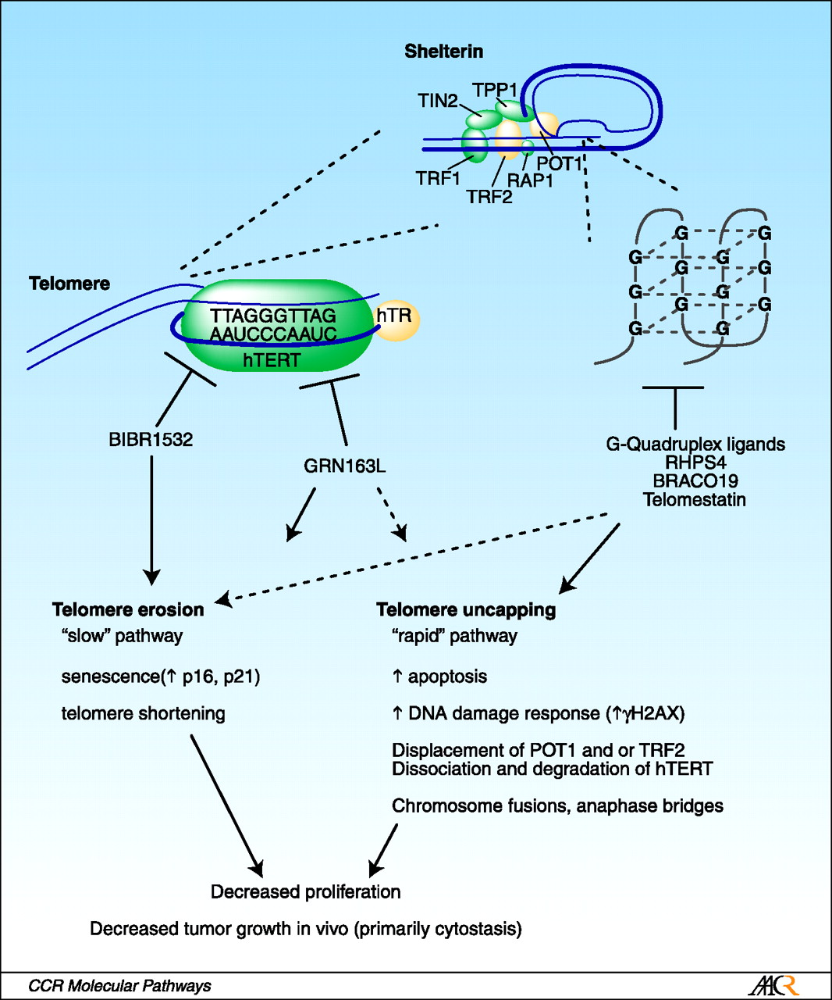 Shelterin
TPP1
TIN2
POT1
TRF1
RAP1
TRF2
G G
G G
G G
G G
G G
G G
Telomere
TTAGGGTTAG
hTR
AAUCCCAAUC
hTERT
BIBR1532
GRN163L
G-Quadruplex ligands
RHPS4
BRACO19
Telomestatin
Telomere erosion
“slow” pathway
senescence(↑ p16, p21)
telomere shortening
Telomere uncapping
“rapid” pathway
↑ apoptosis
↑ DNA damage response (↑γH2AX)
Displacement of POT1 and or TRF2
Dissociation and degradation of hTERT
Chromosome fusions, anaphase bridges
Decreased proliferation
Decreased tumor growth in vivo (primarily cytostasis)
CCR Molecular Pathways
AACR